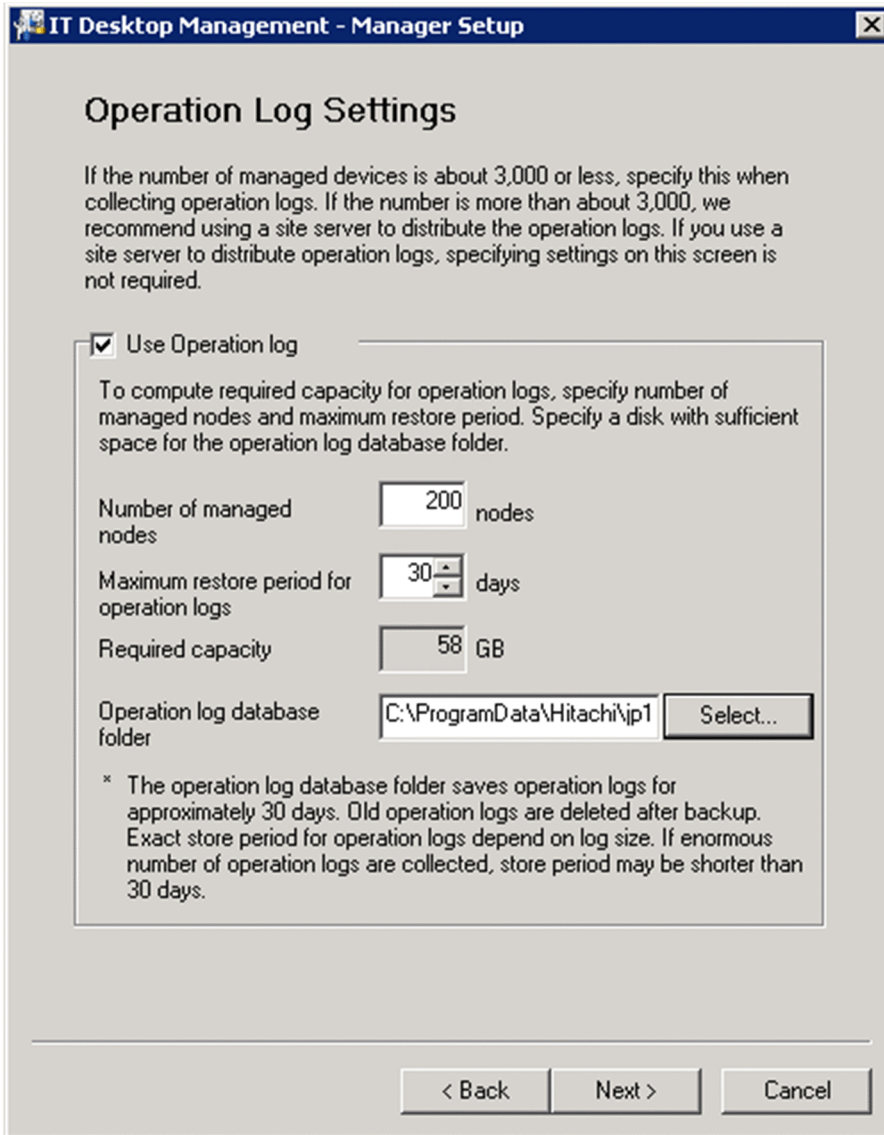 IT Desktop Management - Manager Setup
Operation Log Settings
If the number of managed devices is about 3,000 or less, specify this when
collecting operation logs. If the number is more than about 3,000, we
recommend using a site server to distribute the operation logs. If you use a
site server to distribute operation logs, specifying settings on this screen is
not required.
Use Operation log
To compute required capacity for operation logs, specify number of
managed nodes and maximum restore period. Specify a disk with sufficient
space for the operation log database folder.
Number of managed
nodes
200 nodes
Maximum restore period for
operation logs
30 days
Required capacity 58 GB
Operation log database
folder
C:\ProgramData\Hitachi\jp1 Select...
* The operation log database folder saves operation logs for
approximately 30 days. Old operation logs are deleted after backup.
Exact store period for operation logs depend on log size. If enormous
number of operation logs are collected, store period may be shorter than
30 days.
< Back Next > Cancel